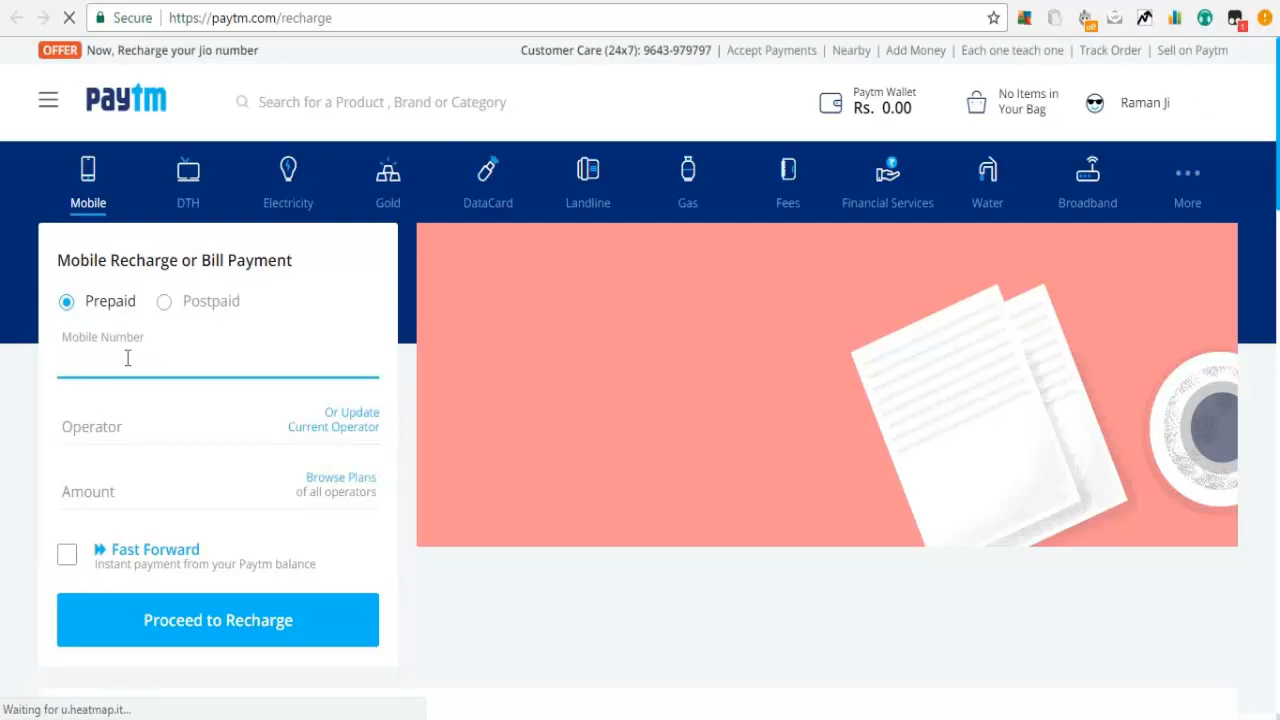 Secure
https://paytm.com/recharge
off
1
OFFER Now, Recharge your Jio number
Customer Care (24x7): 9643-979797 | Accept Payments | Nearby | Add Money | Each one teach one | Track Order | Sell on Paytm
paytm
Search for a Product , Brand or Category
Paytm Wallet
Rs. 0.00
No Items in
Your Bag
Raman Ji
Mobile DTH Electricity Gold DataCard Landline Gas Fees Financial Services Water Broadband More
Mobile Recharge or Bill Payment
Prepaid Postpaid
Mobile Number
Operator
Or Update
Current Operator
Amount
Browse Plans
of all operators
Fast Forward
Instant payment from your Paytm balance
Proceed to Recharge
Waiting for u.heatmap.it...